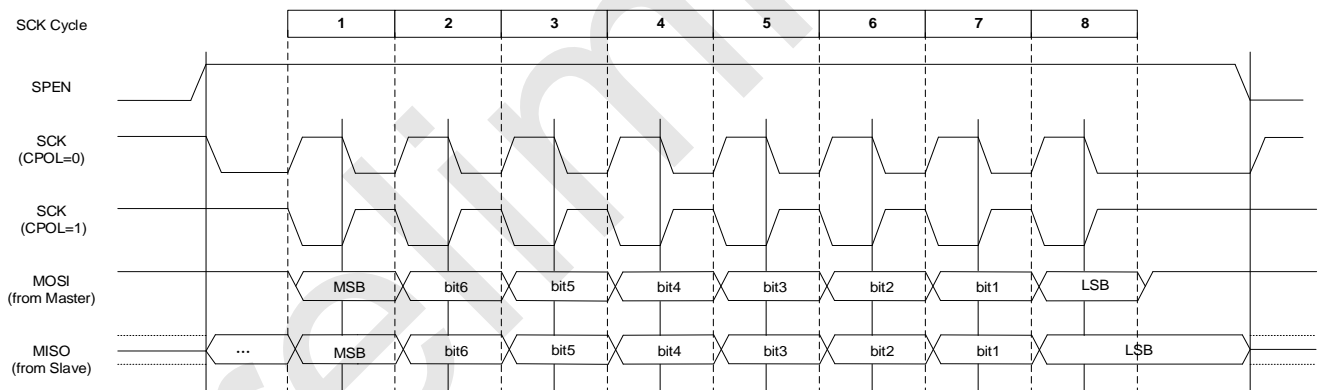 SCK Cycle 1 2 3 4 5 6 7 8
SPEN
SCK
(CPOL=0)
SCK
(CPOL=1)
MOSI
(from Master)
MSB bit6 bit5 bit4 bit3 bit2 bit1 LSB
MISO
(from Slave)
... MSB bit6 bit5 bit4 bit3 bit2 bit1 LSB